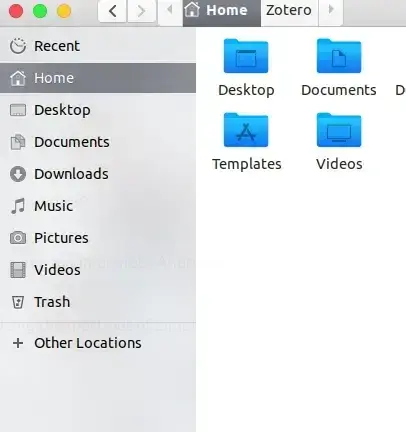 Home Zotero
Recent
Home
Desktop
Documents
Downloads
Music
Pictures
Videos
Trash
Other Locations
Desktop Documents D
Templates Videos